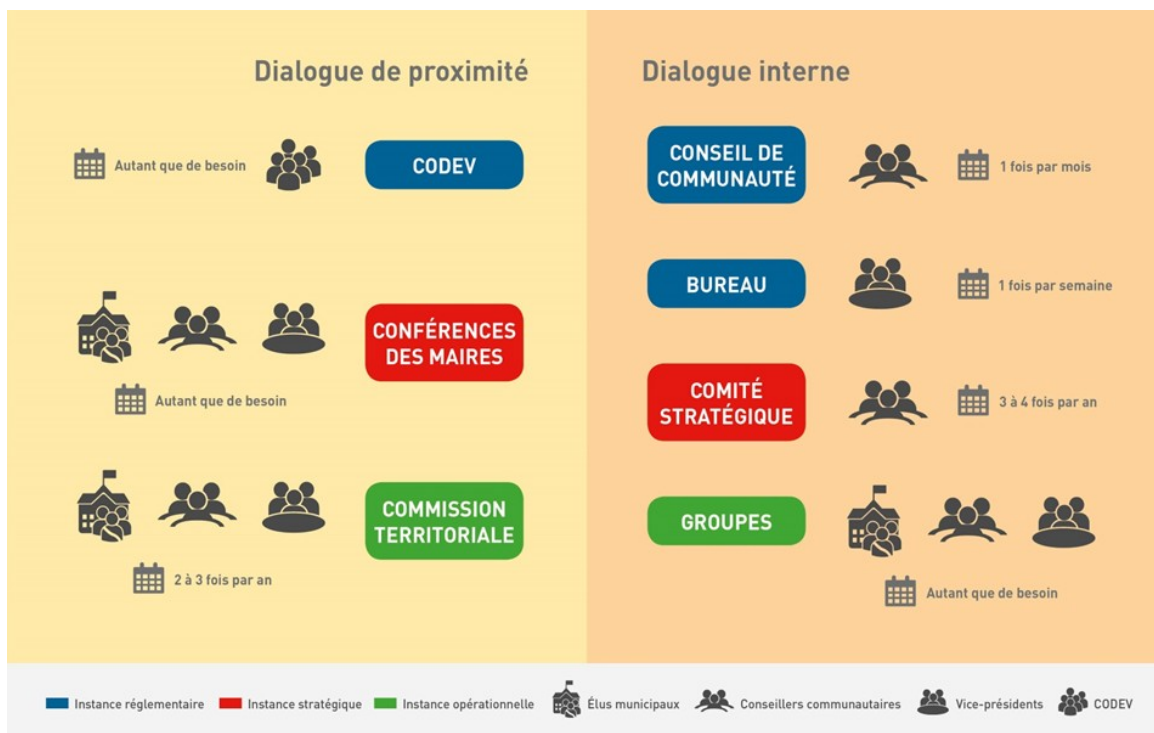 Dialogue de proximité
Autant que de besoin
CODEV
CONFÉRENCES
DES MAIRES
Autant que de besoin
COMMISSION
TERRITORIALE
2 à 3 fois par an
Dialogue interne
CONSEIL DE
COMMUNAUTÉ
1 fois par mois
BUREAU
1 fois par semaine
COMITÉ
STRATÉGIQUE
3 à 4 fois par an
GROUPES
Autant que de besoin
Instance réglementaire
Instance stratégique
Instance opérationnelle
Élus municipaux
Conseillers communautaires
Vice-présidents
CODEV